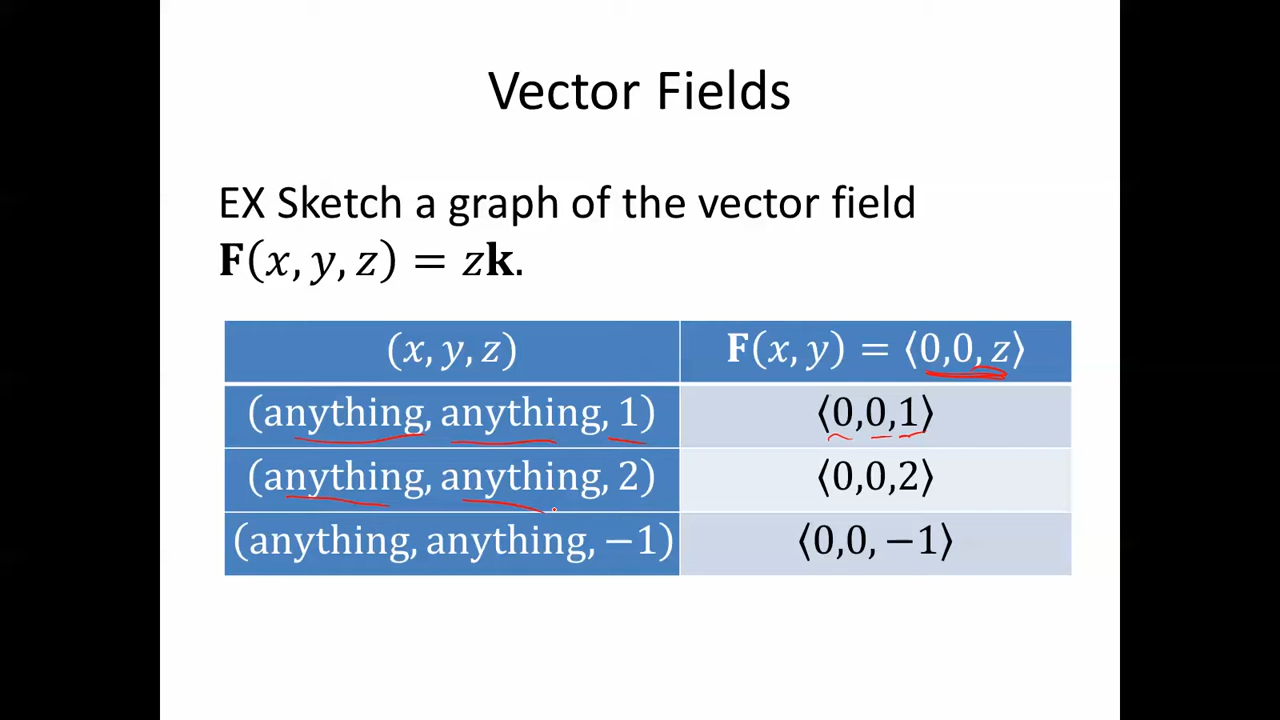 Vector Fields
EX Sketch a graph of the vector field
𝐅(𝑥, 𝑦, 𝑧) = 𝑧𝐤.
(𝑥, 𝑦, 𝑧) 𝐅(𝑥, 𝑦) = ⟨0,0, 𝑧⟩
(anything, anything, 1) ⟨0,0,1⟩
(anything, anything, 2) ⟨0,0,2⟩
(anything, anything, −1) ⟨0,0, −1⟩